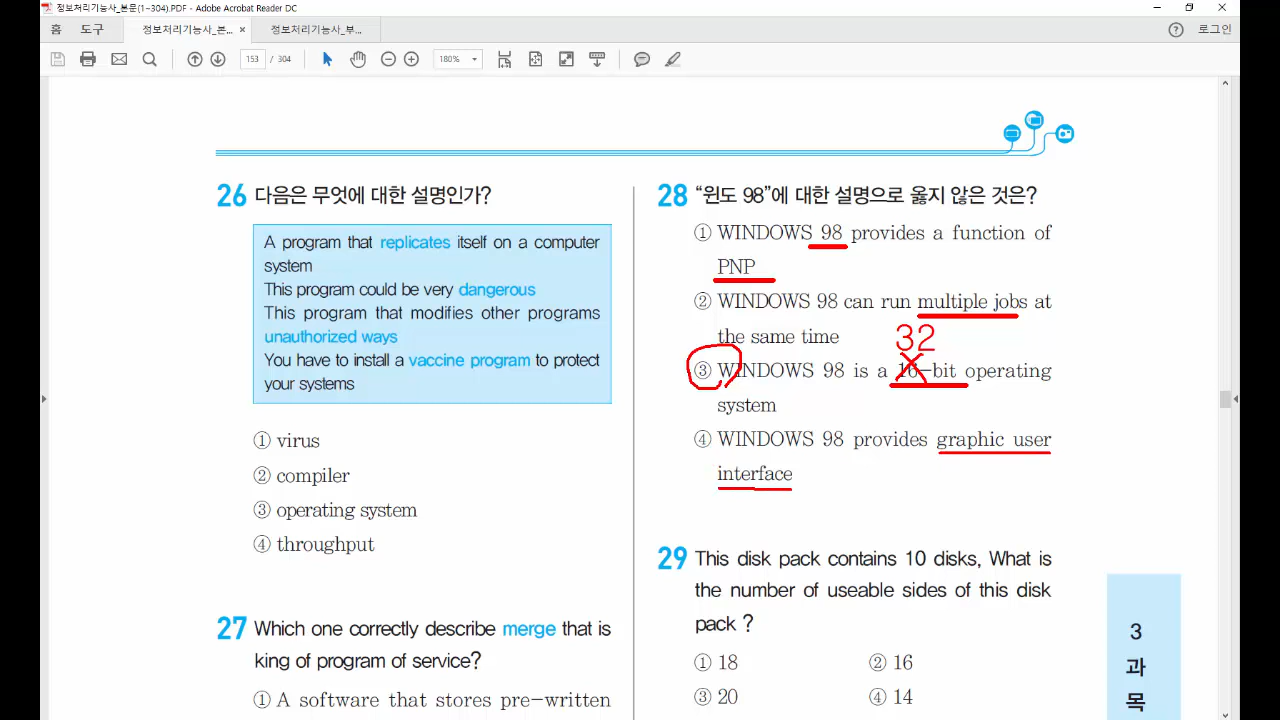 정보처리기능사_본문(1-304).PDF - Adobe Acrobat Reader DC
홈 도구 정보처리기능사_본... × 정보처리기능사_부... 로그인
153 / 304 180%
26 다음은 무엇에 대한 설명인가?
A program that replicates itself on a computer
system
This program could be very dangerous
This program that modifies other programs
unauthorized ways
You have to install a vaccine program to protect
your systems
① virus
② compiler
③ operating system
④ throughput
27 Which one correctly describe merge that is
king of program of service?
① A software that stores pre-written
28 “윈도 98”에 대한 설명으로 옳지 않은 것은?
① WINDOWS 98 provides a function of
PNP
② WINDOWS 98 can run multiple jobs at
the same time
32
③ WINDOWS 98 is a 16-bit operating
system
④ WINDOWS 98 provides graphic user
interface
29 This disk pack contains 10 disks, What is
the number of useable sides of this disk
pack ?
① 18 ② 16
③ 20 ④ 14
3
과
목